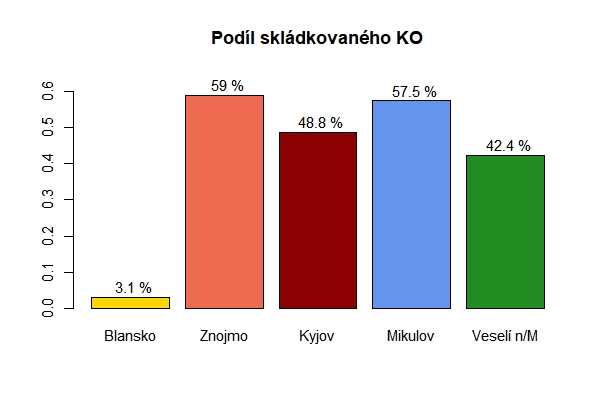 Podíl skládkovaného KO
0.6
0.5
0.4
0.3
0.2
0.1
0.0
3.1 %
59 %
48.8 %
57.5 %
42.4 %
Blansko
Znojmo
Kyjov
Mikulov
Veselí n/M